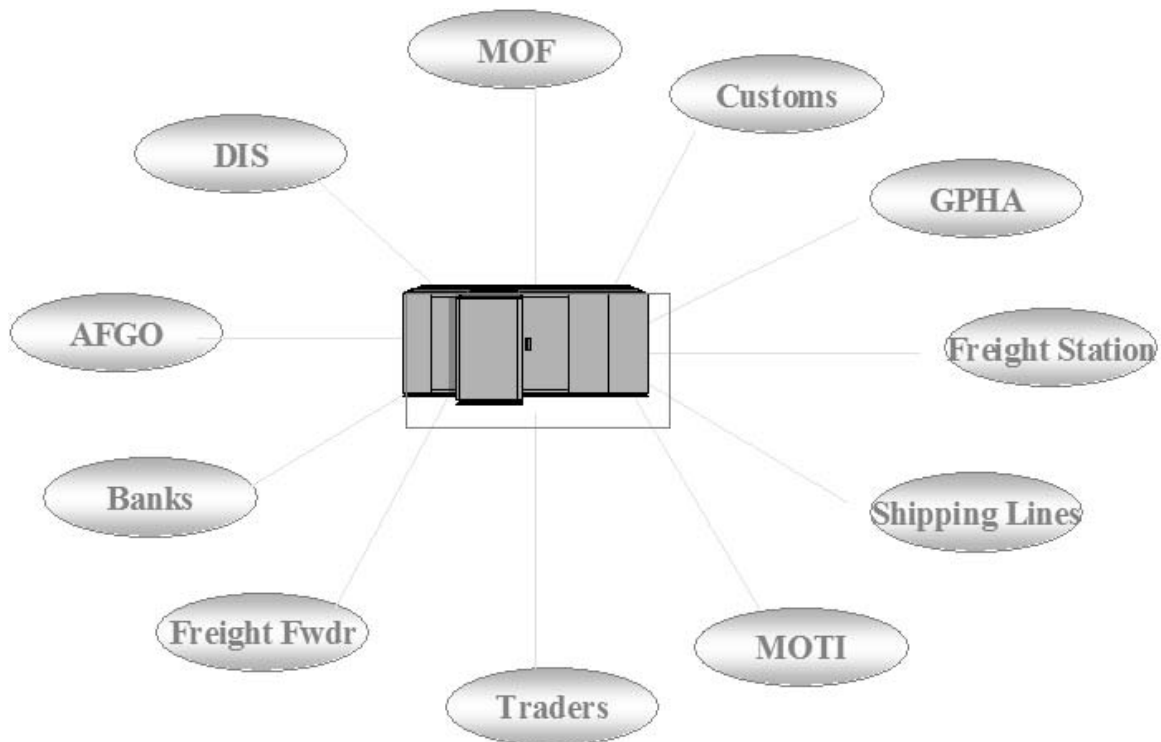 MOF
Customs
DIS
GPHA
AFGO
Freight Station
Banks
Shipping Lines
Freight Fwdr
MOTI
Traders